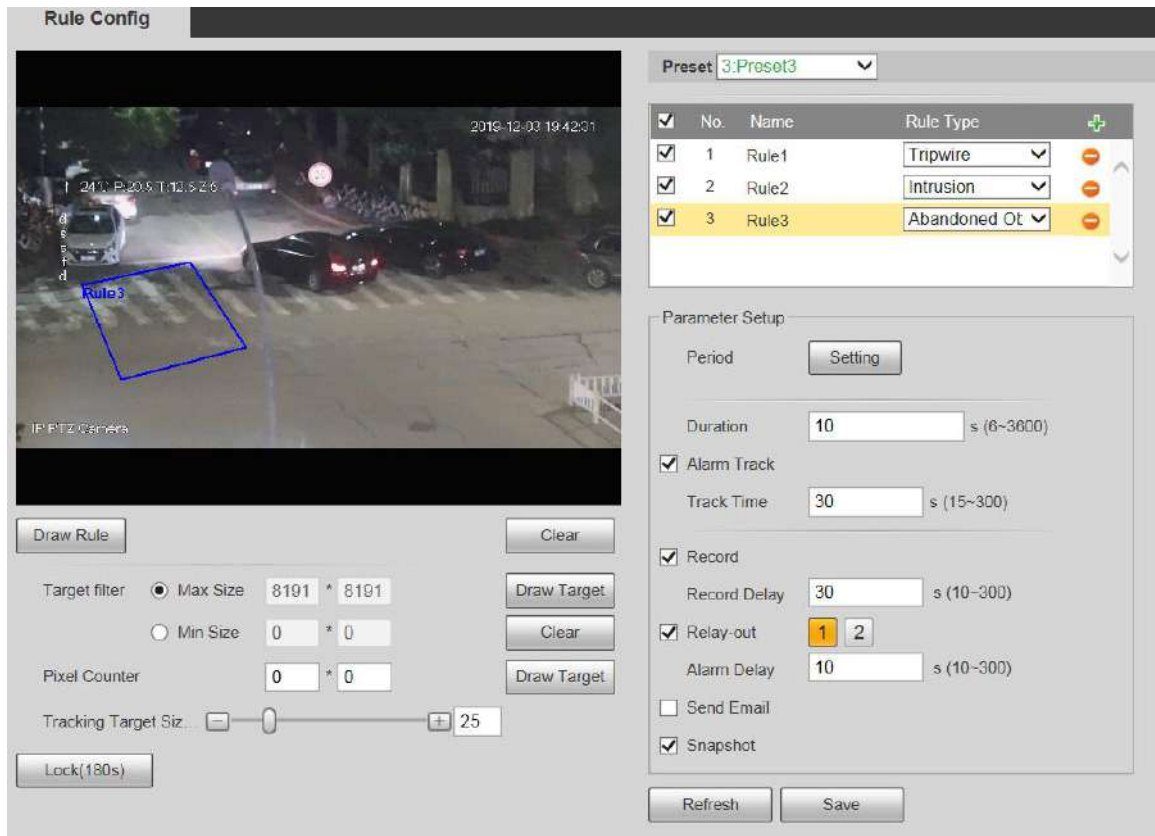 Rule Config
Preset 3:Preset3
2019-12-03 19:42:31
d
s
f
d
Rule3
IP PTZ Camera
No. Name Rule Type
1 Rule1 Tripwire
2 Rule2 Intrusion
3 Rule3 Abandoned Ob
Parameter Setup
Period Setting
Duration 10 s (6~3600)
Alarm Track
Track Time 30 s (15~300)
Record
Record Delay 30 s (10~300)
Relay-out 1 2
Alarm Delay 10 s (10~300)
Send Email
Snapshot
Refresh Save
Draw Rule Clear
Target filter Max Size 8191 * 8191 Draw Target
Min Size 0 * 0 Clear
Pixel Counter 0 * 0 Draw Target
Tracking Target Siz... 25
Lock(180s)